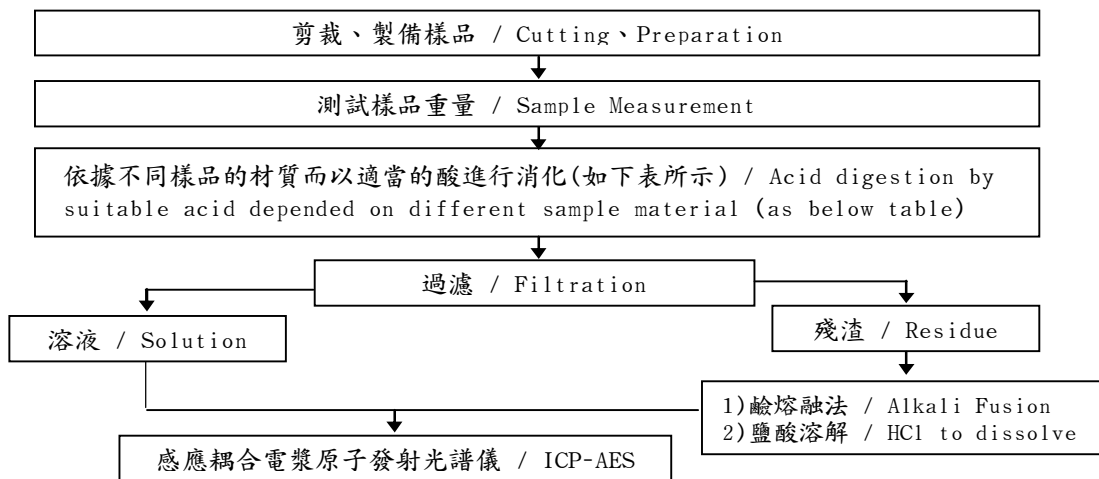 剪裁、製備樣品 / Cutting、Preparation
測試樣品重量 / Sample Measurement
依據不同樣品的材質而以適當的酸進行消化(如下表所示) / Acid digestion by
suitable acid depended on different sample material (as below table)
過濾 / Filtration
溶液 / Solution
殘渣 / Residue
1)鹼熔融法 / Alkali Fusion
2)鹽酸溶解 / HCl to dissolve
感應耦合電漿原子發射光譜儀 / ICP-AES